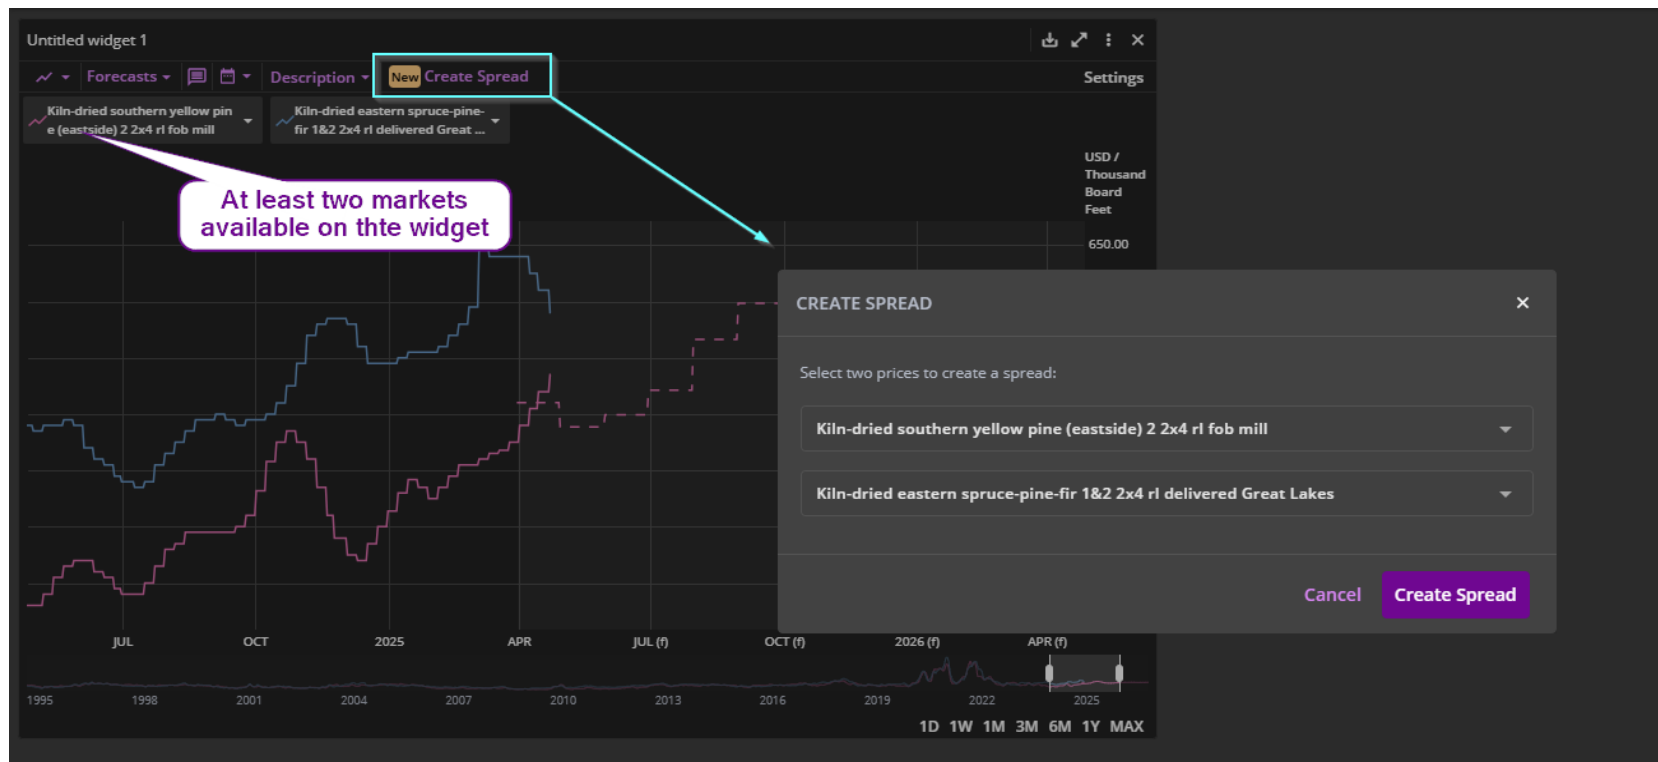 Untitled widget 1
Forecasts
Description
New Create Spread
Settings
Kiln-dried southern yellow pin
e (eastside) 2 2x4 rl fob mill
Kiln-dried eastern spruce-pine-
fir 1&2 2x4 rl delivered Great ...
At least two markets
available on thte widget
USD /
Thousand
Board
Feet
650.00
CREATE SPREAD
Select two prices to create a spread:
Kiln-dried southern yellow pine (eastside) 2 2x4 rl fob mill
Kiln-dried eastern spruce-pine-fir 1&2 2x4 rl delivered Great Lakes
Cancel
Create Spread
JUL
OCT
2025
APR
JUL (f)
OCT (f)
2026 (f)
APR (f)
1995
1998
2001
2004
2007
2010
2013
2016
2019
2022
2025
1D 1W 1M 3M 6M 1Y MAX